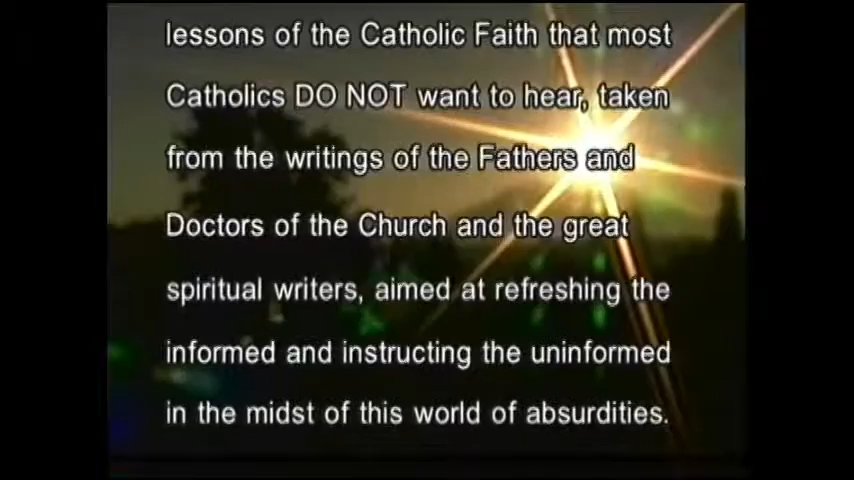 lessons of the Catholic Faith that most
Catholics DO NOT want to hear, taken
from the writings of the Fathers and
Doctors of the Church and the great
spiritual writers, aimed at refreshing the
informed and instructing the uninformed
in the midst of this world of absurdities.